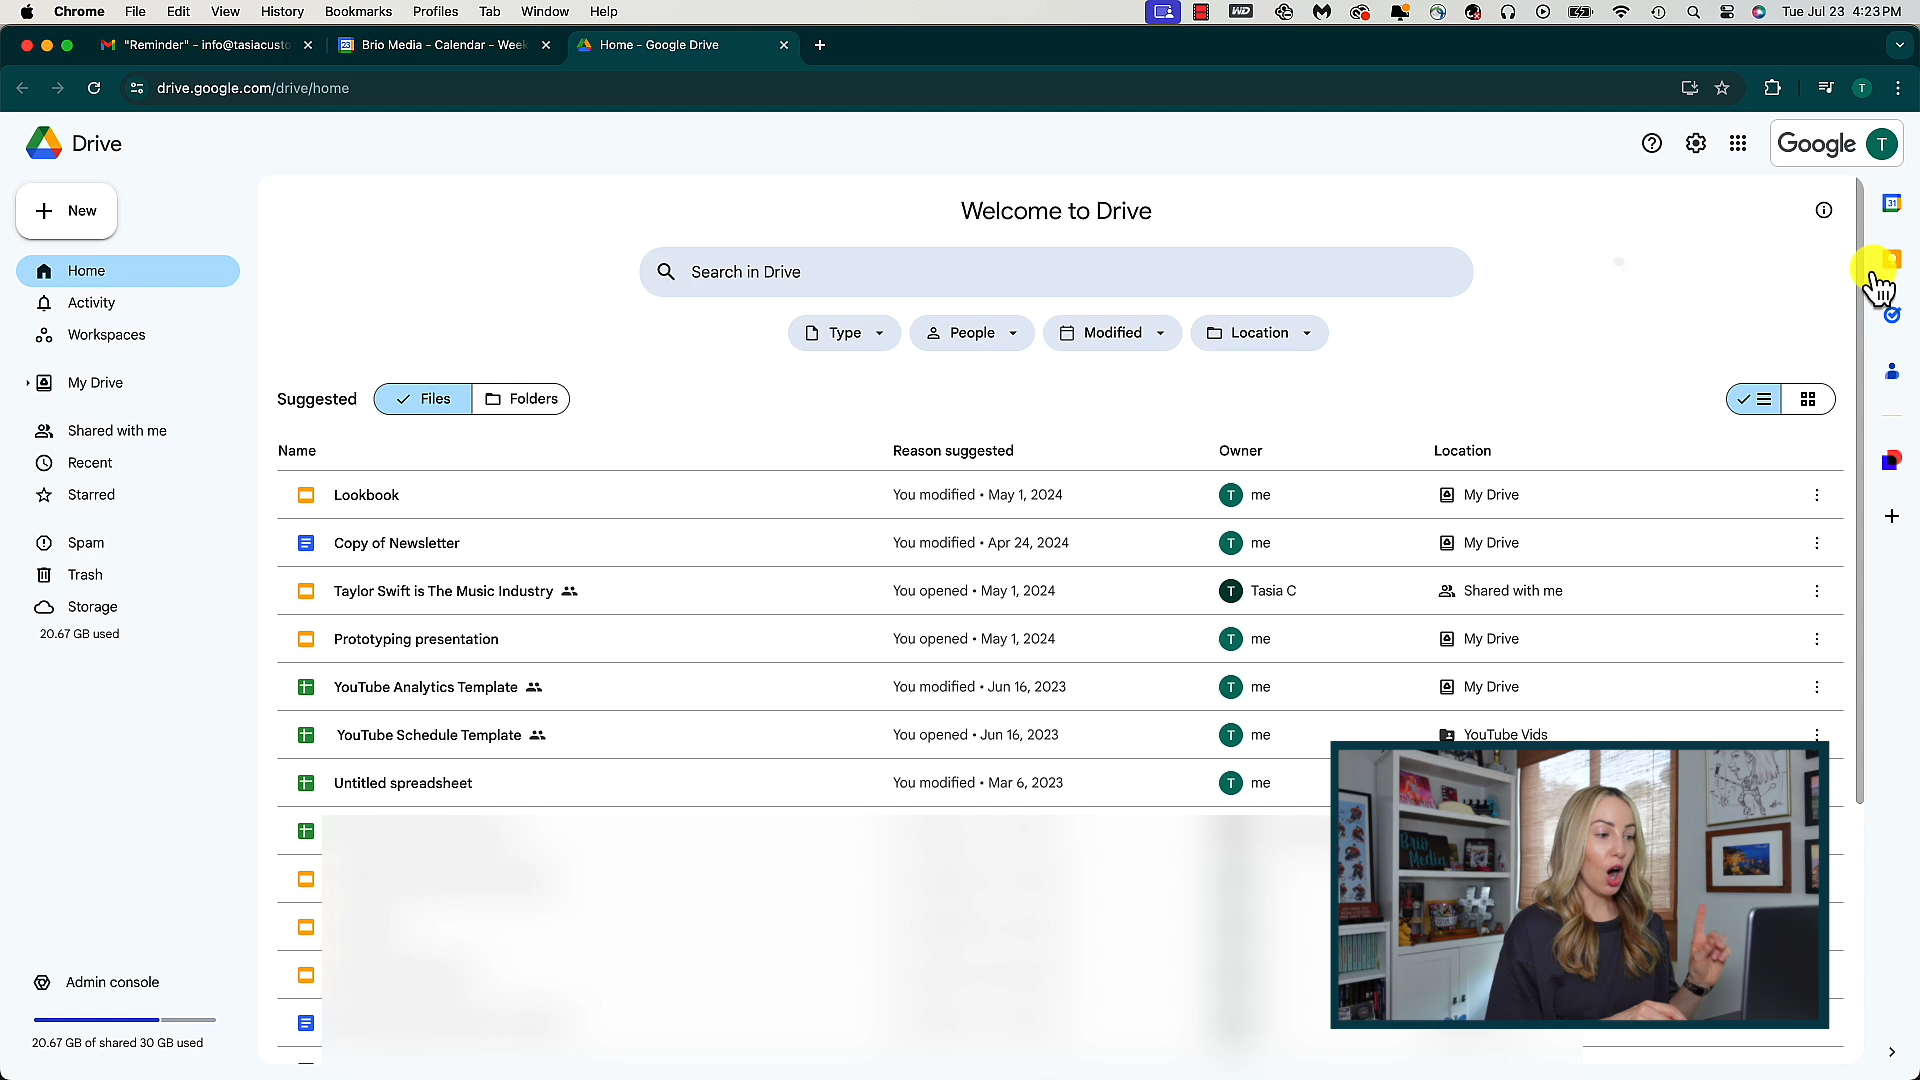 Chrome File Edit View History Bookmarks Profiles Tab Window Help
WD
Tue Jul 23 4:23 PM
"Reminder" - info@tasiacusto
Brio Media - Calendar - Week
Home - Google Drive
drive.google.com/drive/home
T
Drive
Google T
New
Home
Activity
Workspaces
My Drive
Shared with me
Recent
Starred
Spam
Trash
Storage
20.67 GB used
Admin console
20.67 GB of shared 30 GB used
Welcome to Drive
Search in Drive
Type People Modified Location
Suggested Files Folders
Name Reason suggested Owner Location
Lookbook You modified • May 1, 2024 T me My Drive
Copy of Newsletter You modified • Apr 24, 2024 T me My Drive
Taylor Swift is The Music Industry You opened • May 1, 2024 T Tasia C Shared with me
Prototyping presentation You opened • May 1, 2024 T me My Drive
YouTube Analytics Template You modified • Jun 16, 2023 T me My Drive
YouTube Schedule Template You opened • Jun 16, 2023 T me YouTube Vids
Untitled spreadsheet You modified • Mar 6, 2023 T me
31
Brio
Media